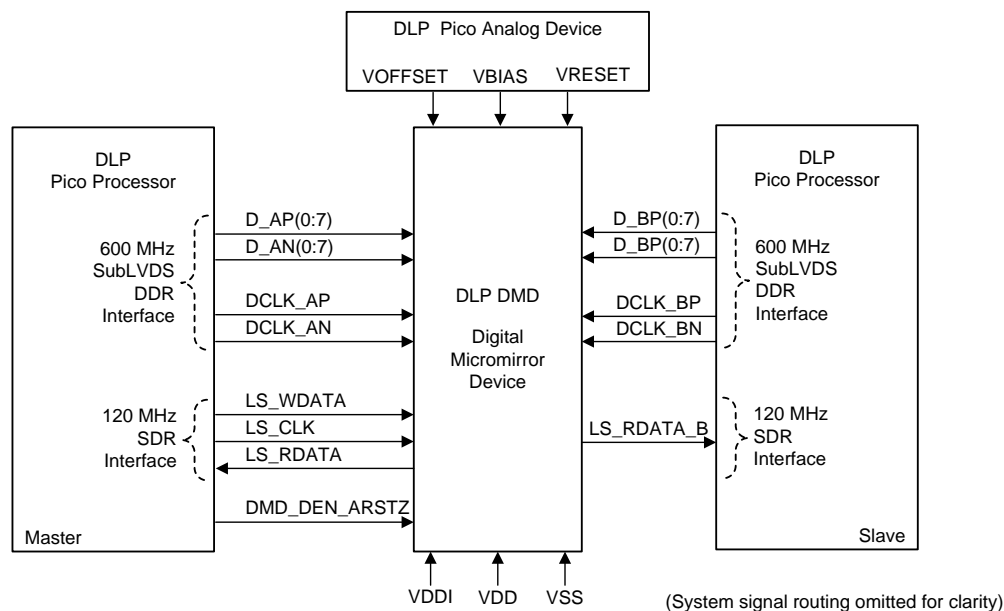 DLP Pico Analog Device
VOFFSET VBIAS VRESET
DLP
Pico Processor
600 MHz
SubLVDS
DDR
Interface
120 MHz
SDR
Interface
Master
D_AP(0:7)
D_AN(0:7)
DCLK_AP
DCLK_AN
LS_WDATA
LS_CLK
LS_RDATA
DMD_DEN_ARSTZ
DLP DMD
Digital
Micromirror
Device
D_BP(0:7)
D_BP(0:7)
DCLK_BP
DCLK_BN
LS_RDATA_B
DLP
Pico Processor
600 MHz
SubLVDS
DDR
Interface
120 MHz
SDR
Interface
Slave
VDDI VDD VSS
(System signal routing omitted for clarity)